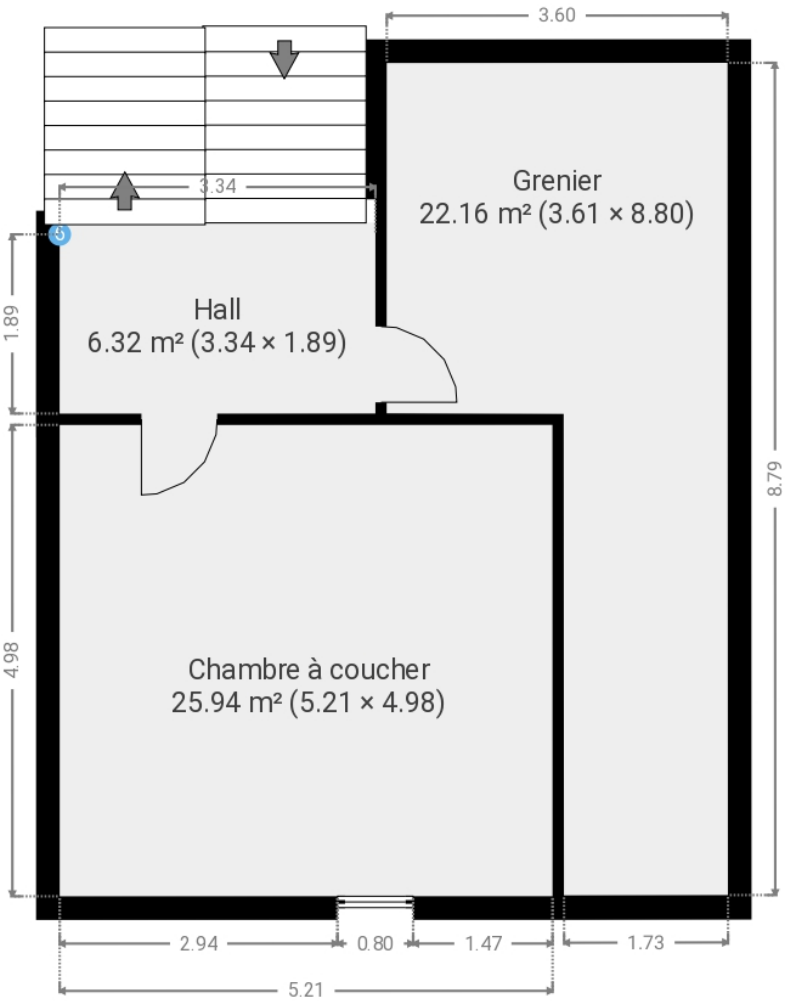 3.60
3.34
Grenier
22.16 m² (3.61 × 8.80)
1.89
Hall
6.32 m² (3.34 × 1.89)
8.79
4.98
Chambre à coucher
25.94 m² (5.21 × 4.98)
2.94
0.80
1.47
1.73
5.21